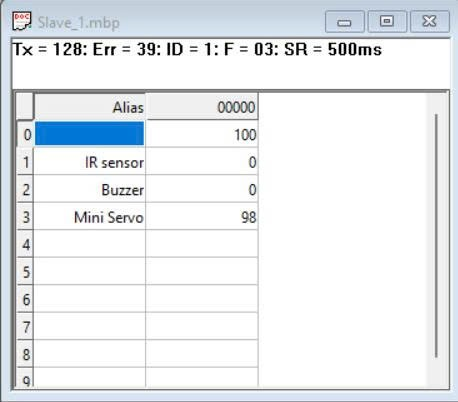 Slave_1.mbp
Tx = 128: Err = 39: ID = 1: F = 03: SR = 500ms
Alias 00000
0 100
1 IR sensor 0
2 Buzzer 0
3 Mini Servo 98
4
5
6
7
8
9